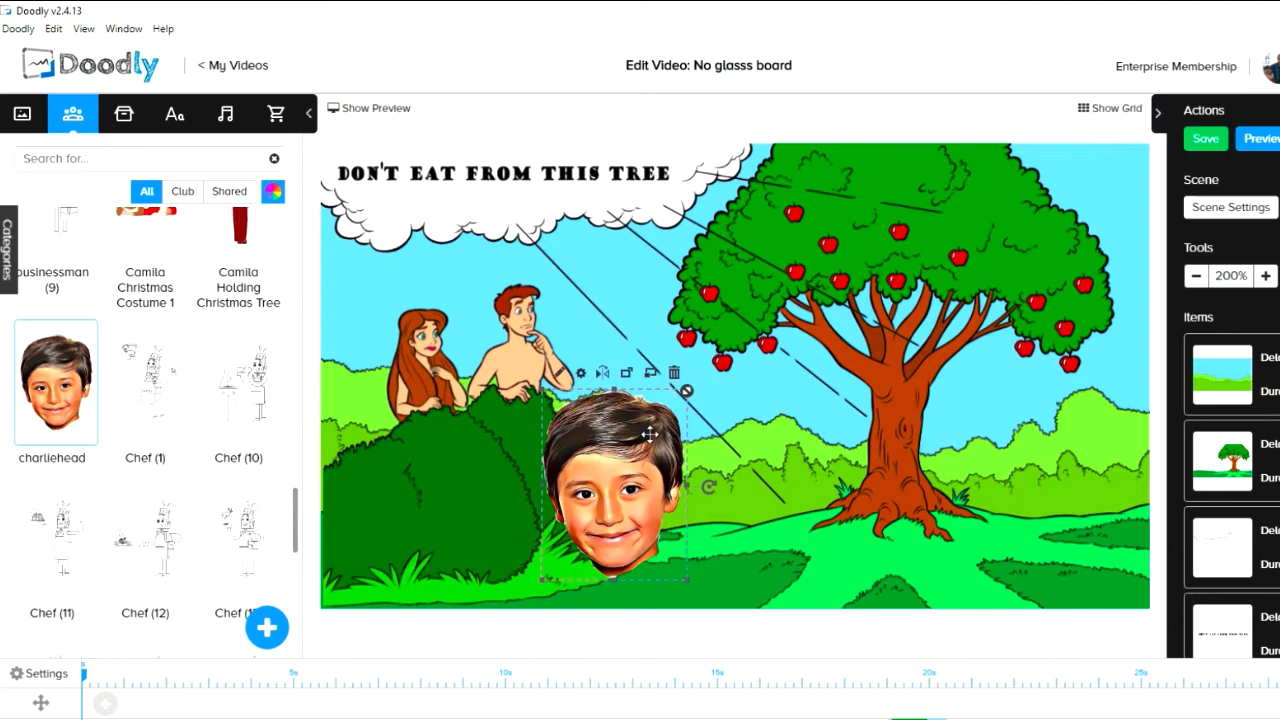 Doodly v2.4.13
Doodly Edit View Window Help
Doodly
< My Videos
Edit Video: No glasss board
Enterprise Membership
Aa
Show Preview
Show Grid
Actions
Save
Preview
Search for...
All Club Shared
Scene
Scene Settings
Categories
DON'T EAT FROM THIS TREE
Tools
200%
Items
businessman (9)
Camila Christmas Costume 1
Camila Holding Christmas Tree
charliehead
Chef (1)
Chef (10)
Chef (11)
Chef (12)
Settings
5s
10s
15s
20s
25s